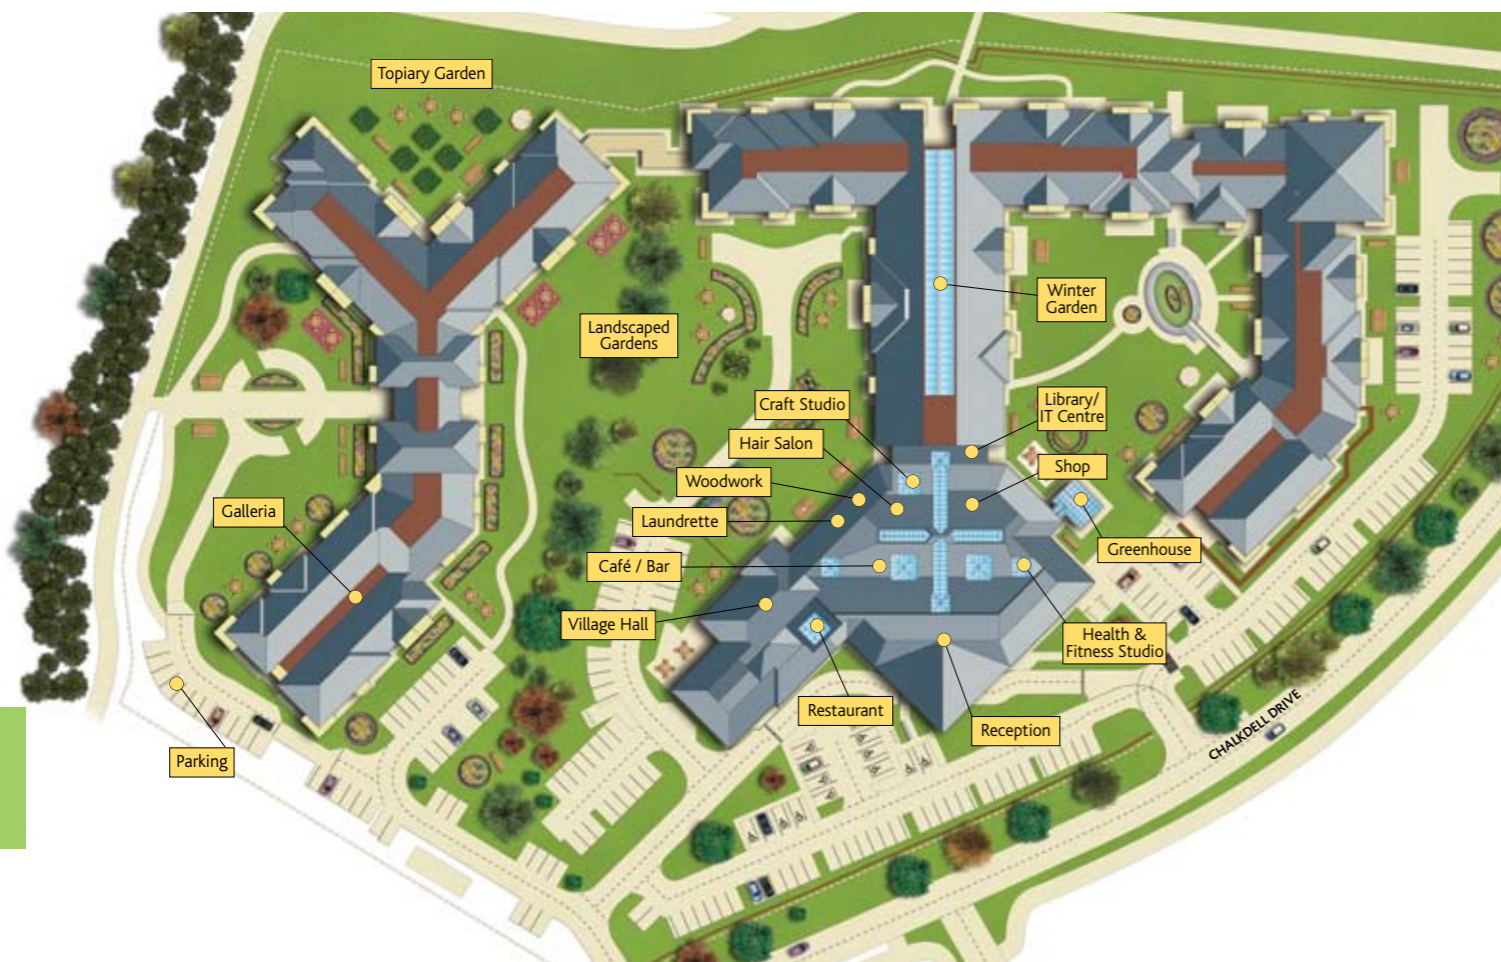 Topiary Garden
Winter
Garden
Landscaped
Gardens
Craft Studio
Library/
IT Centre
Hair Salon
Shop
Woodwork
Galleria
Laundrette
Greenhouse
Café / Bar
Village Hall
Health &
Fitness Studio
Restaurant
Reception
CHALKDELL DRIVE
Parking